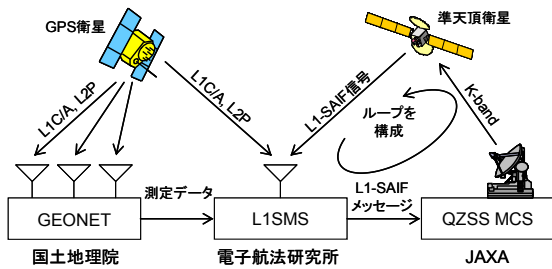 GPS衛星
準天頂衛星
L1C/A, L2P
L1C/A, L2P
L1-SAIF信号
K-band
ループを
構成
測定データ
L1-SAIF
メッセージ
GEONET
L1SMS
QZSS MCS
国土地理院
電子航法研究所
JAXA